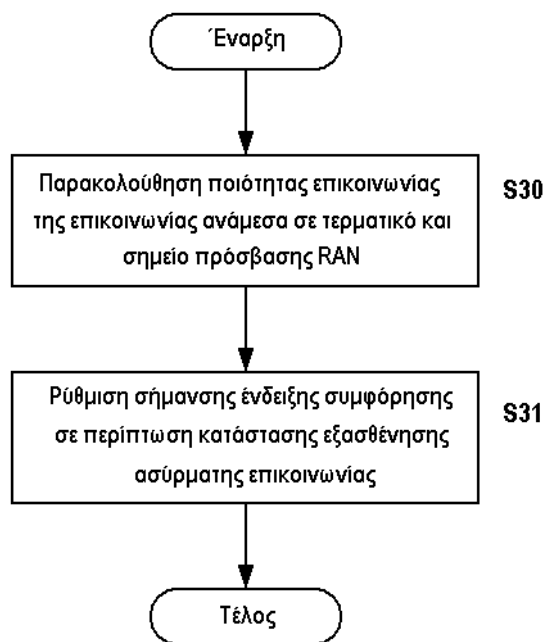 Έναρξη
Παρακολούθηση ποιότητας επικοινωνίας
της επικοινωνίας ανάμεσα σε τερματικό και
σημείο πρόσβασης RAN
S30
Ρύθμιση σήμανσης ένδειξης συμφόρησης
σε περίπτωση κατάστασης εξασθένησης
ασύρματης επικοινωνίας
S31
Τέλος